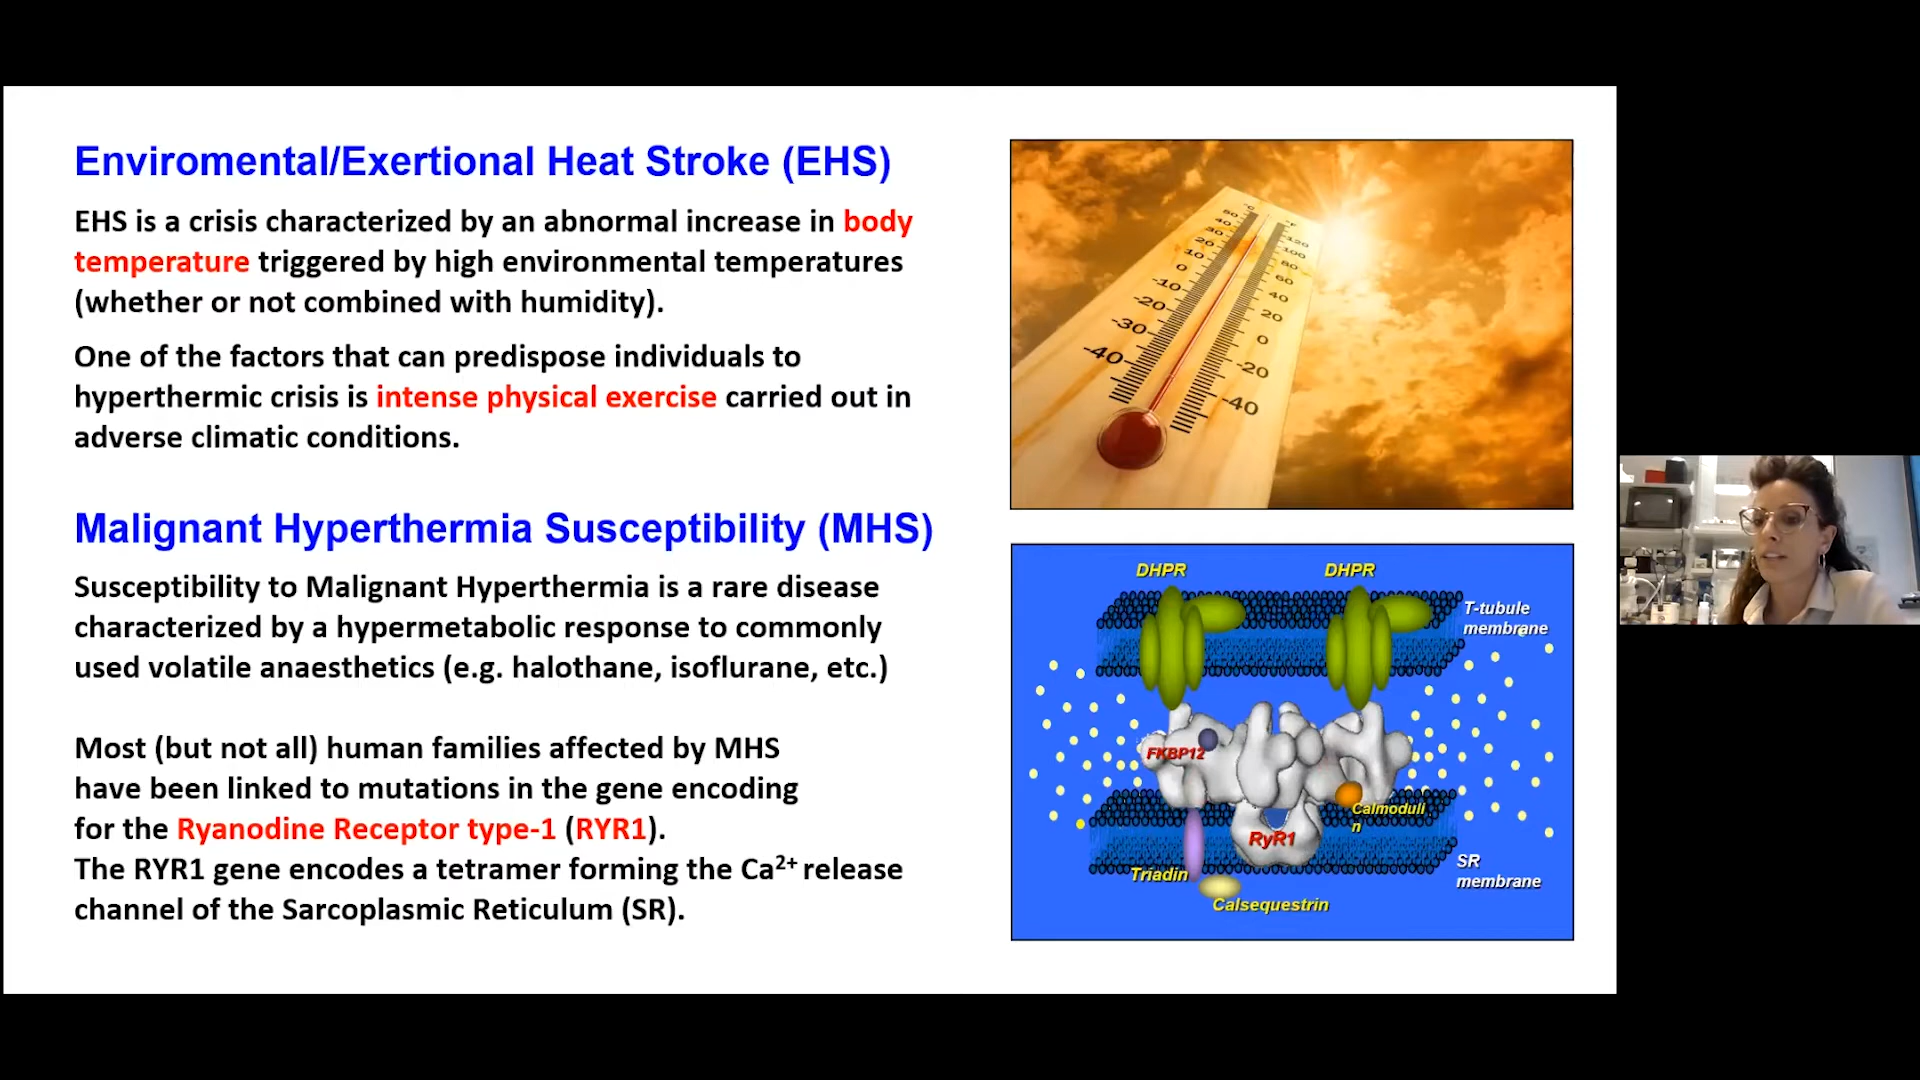 Enviromental/Exertional Heat Stroke (EHS)
EHS is a crisis characterized by an abnormal increase in body
temperature triggered by high environmental temperatures
(whether or not combined with humidity).
One of the factors that can predispose individuals to
hyperthermic crisis is intense physical exercise carried out in
adverse climatic conditions.
Malignant Hyperthermia Susceptibility (MHS)
Susceptibility to Malignant Hyperthermia is a rare disease
characterized by a hypermetabolic response to commonly
used volatile anaesthetics (e.g. halothane, isoflurane, etc.)
Most (but not all) human families affected by MHS
have been linked to mutations in the gene encoding
for the Ryanodine Receptor type-1 (RYR1).
The RYR1 gene encodes a tetramer forming the Ca²⁺ release
channel of the Sarcoplasmic Reticulum (SR).
°C °F
50
40 120
30 100
20 80
10 60
0 40
-10 20
-20 0
-30 -20
-40 -40
DHPR DHPR
T-tubule
membrane
FKBP12
Calmoduli
n
RyR1
SR
membrane
Triadin
Calsequestrin